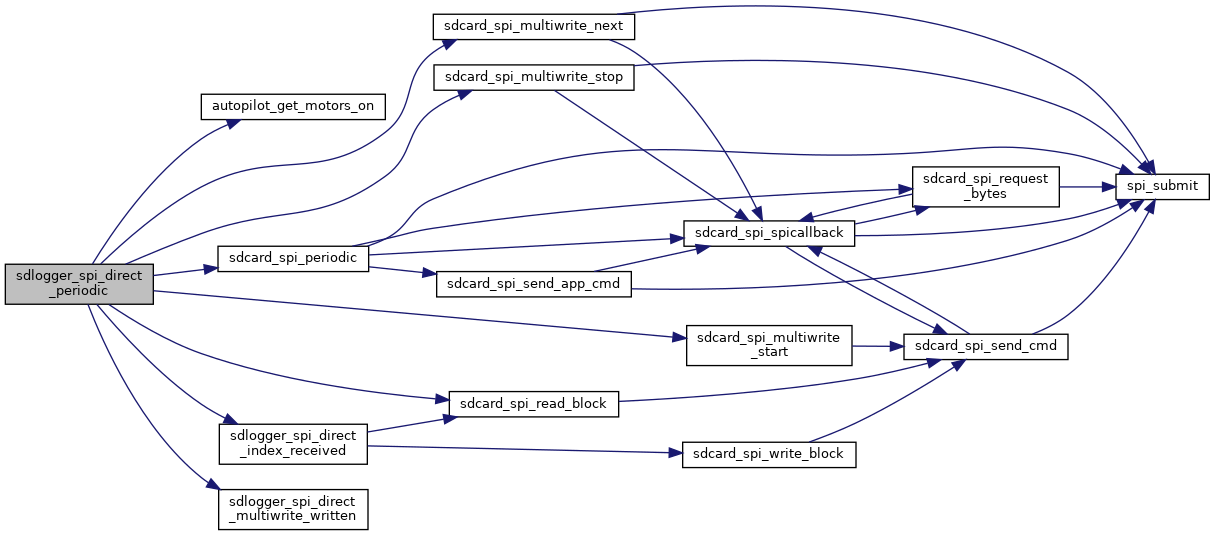 sdcard_spi_multiwrite_next
sdcard_spi_multiwrite_stop
autopilot_get_motors_on
sdcard_spi_request
_bytes
spi_submit
sdcard_spi_spicallback
sdcard_spi_periodic
sdlogger_spi_direct
_periodic
sdcard_spi_send_app_cmd
sdcard_spi_multiwrite
_start
sdcard_spi_send_cmd
sdcard_spi_read_block
sdlogger_spi_direct
_index_received
sdcard_spi_write_block
sdlogger_spi_direct
_multiwrite_written